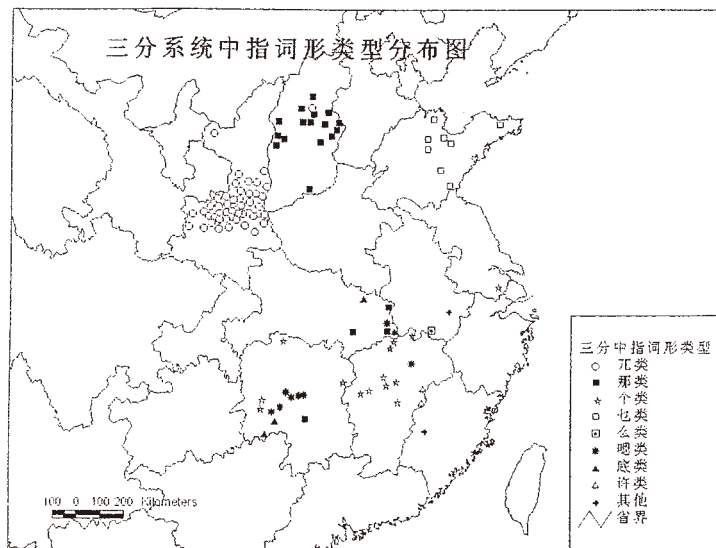 三分系统中指词形类型分布图
三分中指词形类型
兀类
那类
个类
乜类
么类
嗯类
底类
许类
其他
省界
100 0 100 200 Kilometers